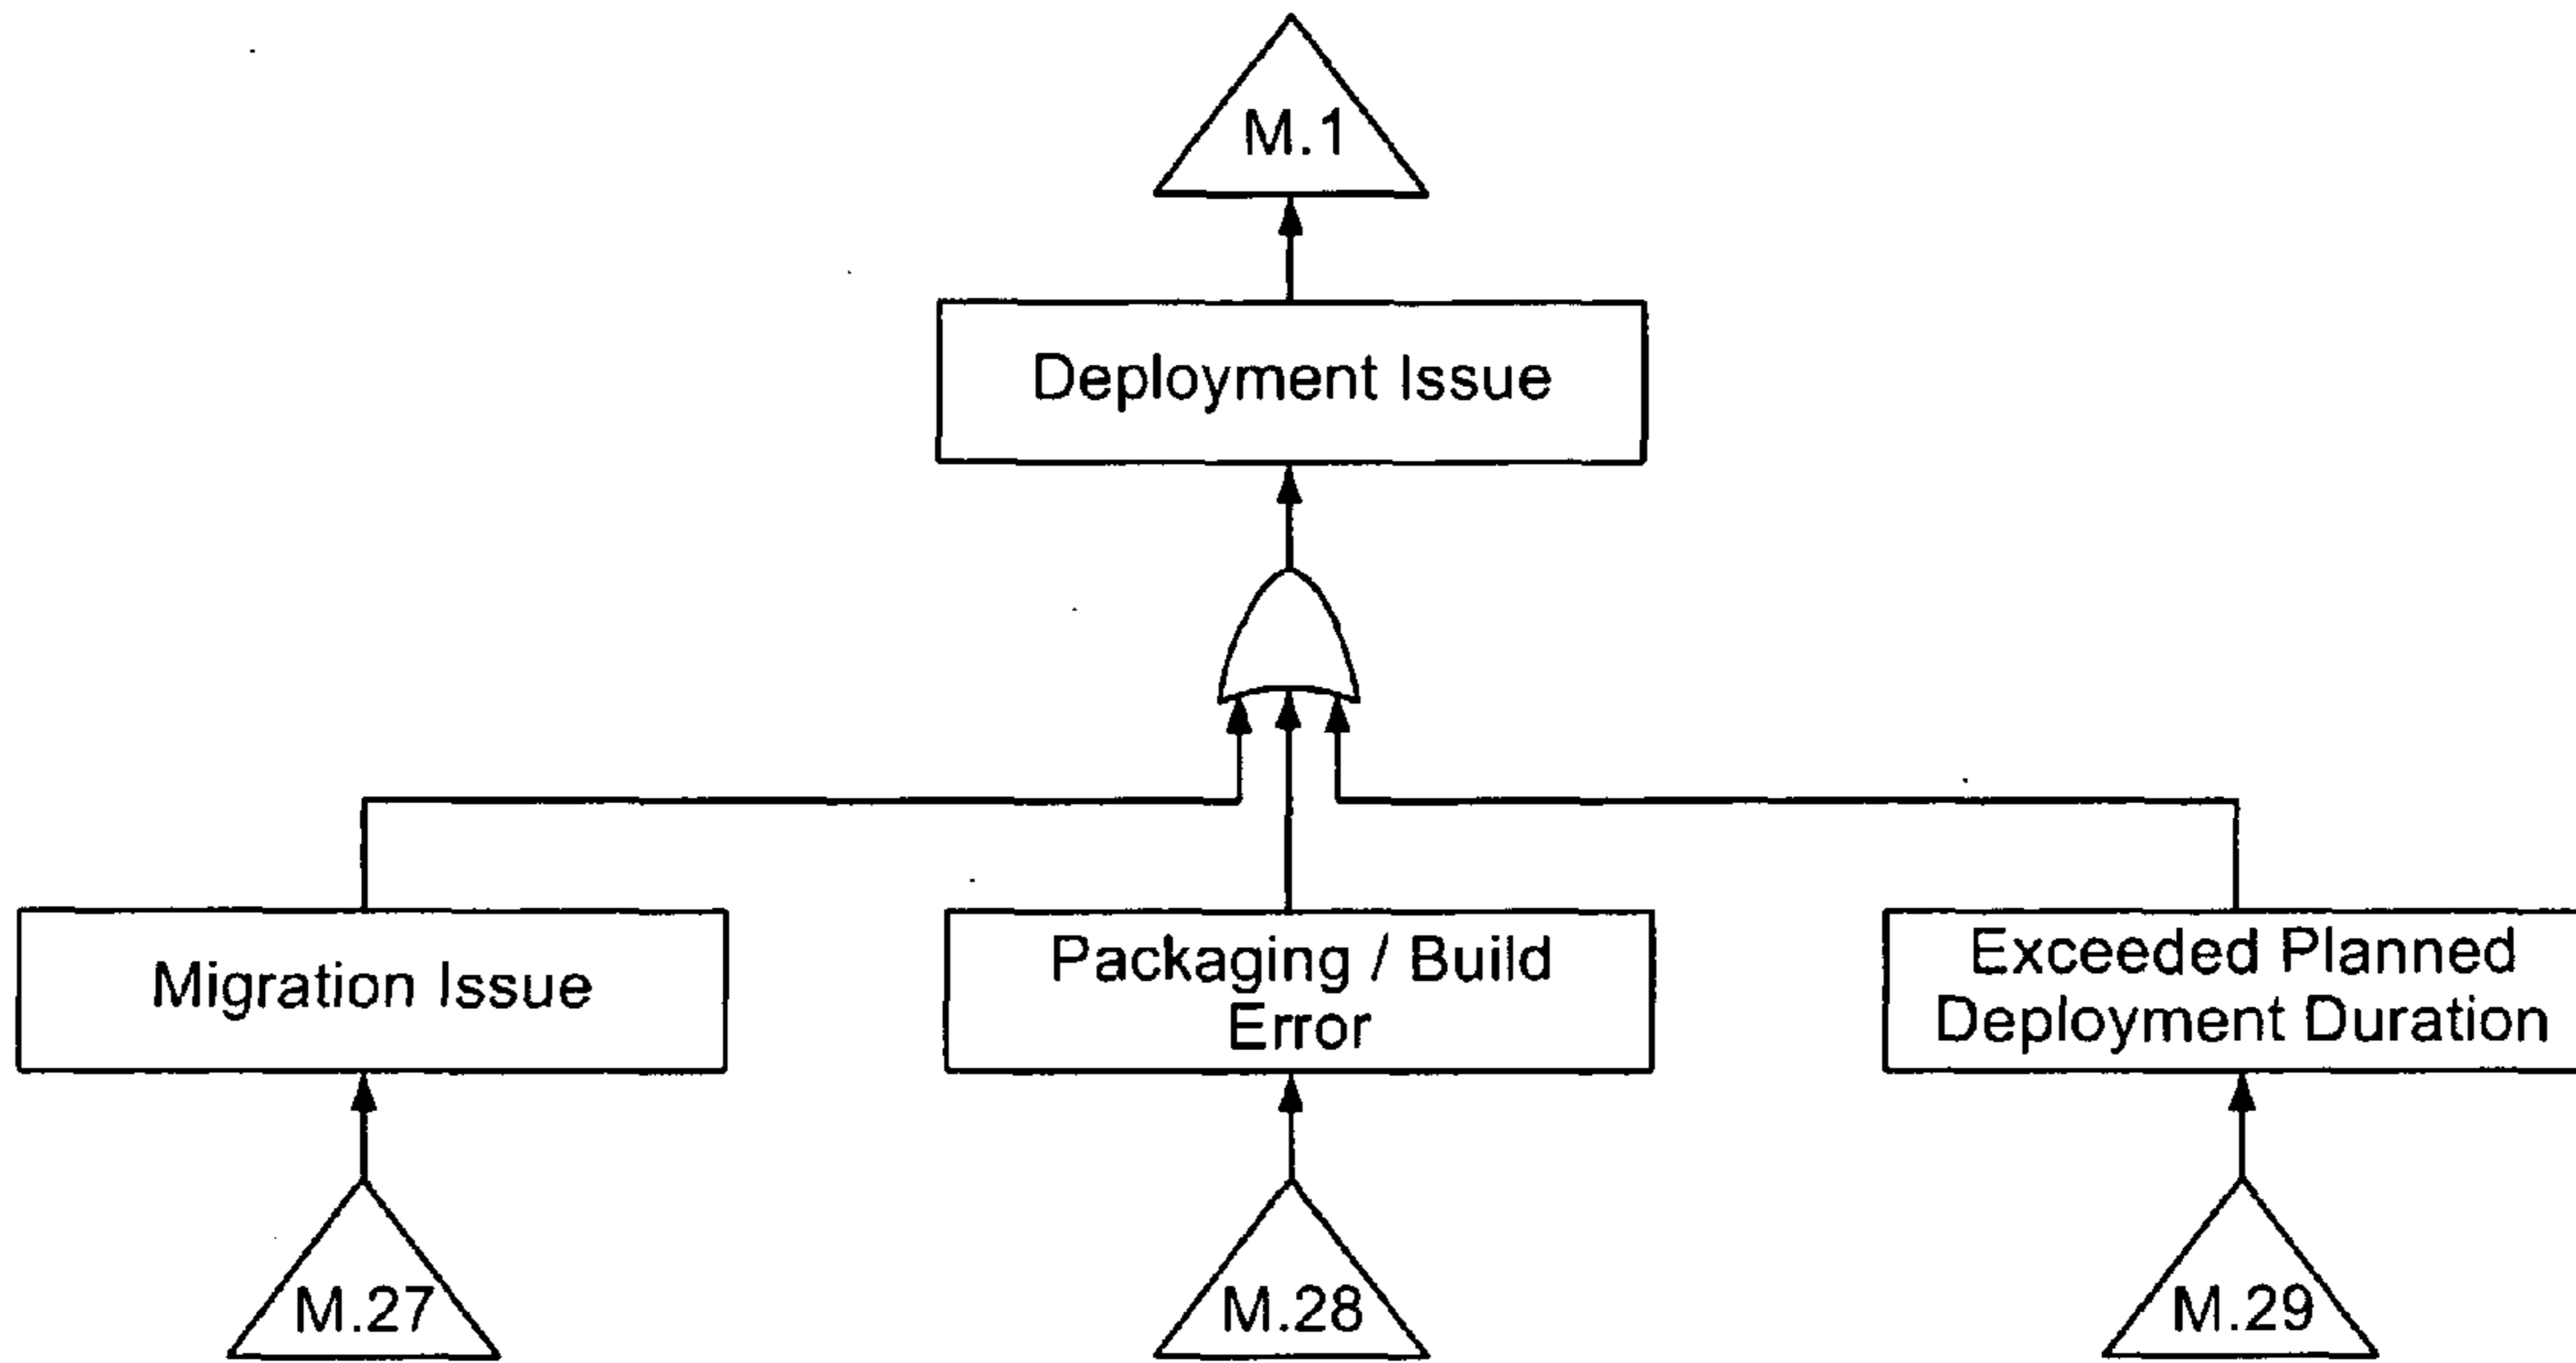 M.1
Deployment Issue
Migration Issue
Packaging / Build
Error
Exceeded Planned
Deployment Duration
M.27
M.28
M.29